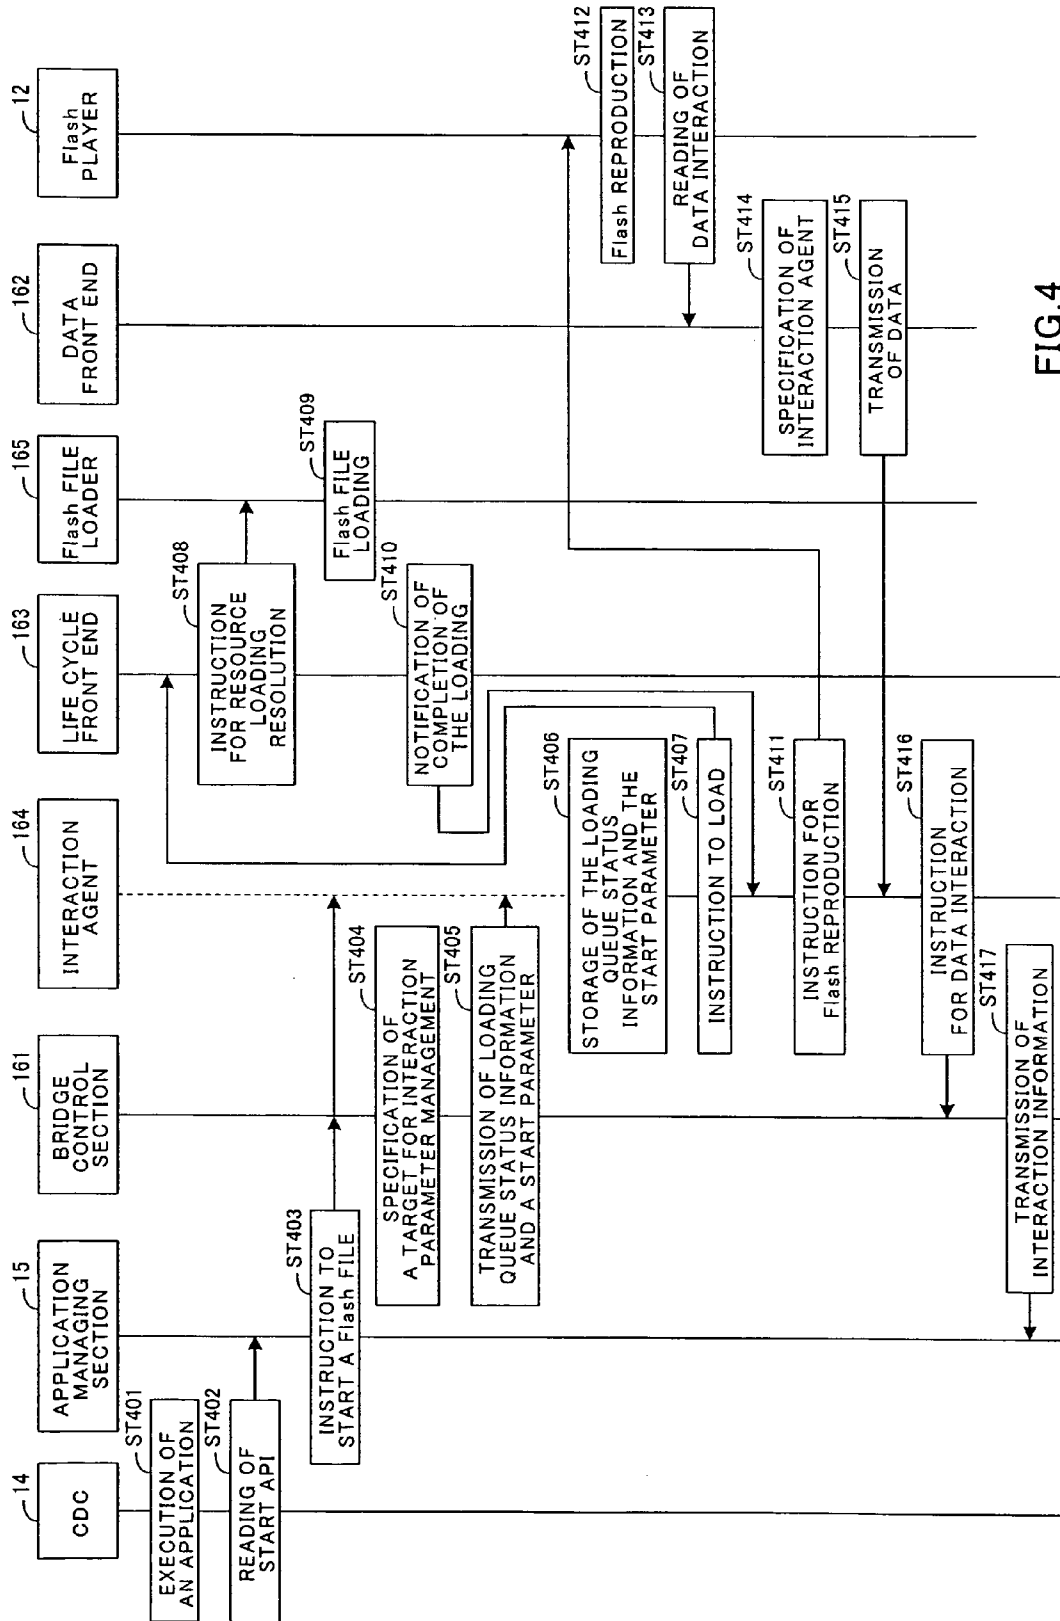 14
CDC
15
APPLICATION
MANAGING
SECTION
161
BRIDGE
CONTROL
SECTION
164
INTERACTION
AGENT
163
LIFE CYCLE
FRONT END
165
Flash FILE
LOADER
162
DATA
FRONT END
12
Flash
PLAYER
ST401
EXECUTION OF
AN APPLICATION
ST402
READING OF
START API
ST403
INSTRUCTION TO
START A Flash FILE
ST404
SPECIFICATION OF
A TARGET FOR INTERACTION
PARAMETER MANAGEMENT
ST405
TRANSMISSION OF LOADING
QUEUE STATUS INFORMATION
AND A START PARAMETER
ST406
STORAGE OF THE LOADING
QUEUE STATUS
INFORMATION AND THE
START PARAMETER
ST407
INSTRUCTION TO LOAD
ST408
INSTRUCTION
FOR RESOURCE
LOADING
RESOLUTION
ST409
Flash FILE
LOADING
ST410
NOTIFICATION OF
COMPLETION OF
THE LOADING
ST411
INSTRUCTION FOR
Flash REPRODUCTION
ST412
Flash REPRODUCTION
ST413
READING OF
DATA INTERACTION
ST414
SPECIFICATION OF
INTERACTION AGENT
ST415
TRANSMISSION
OF DATA
ST416
INSTRUCTION
FOR DATA INTERACTION
ST417
TRANSMISSION OF
INTERACTION INFORMATION
FIG.4